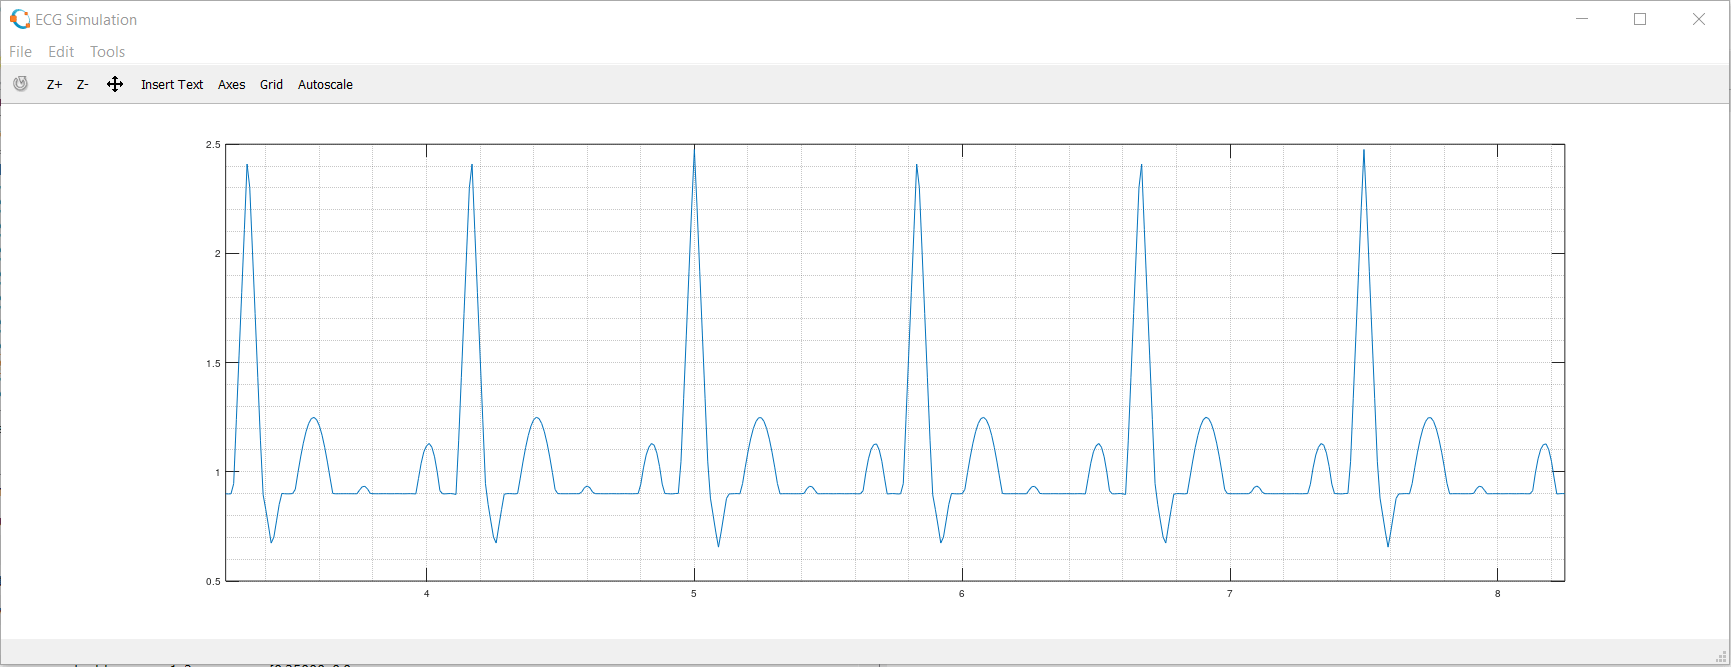 ECG Simulation
File Edit Tools
Z+ Z- Insert Text Axes Grid Autoscale
2.5
2
1.5
1
0.5
4 5 6 7 8